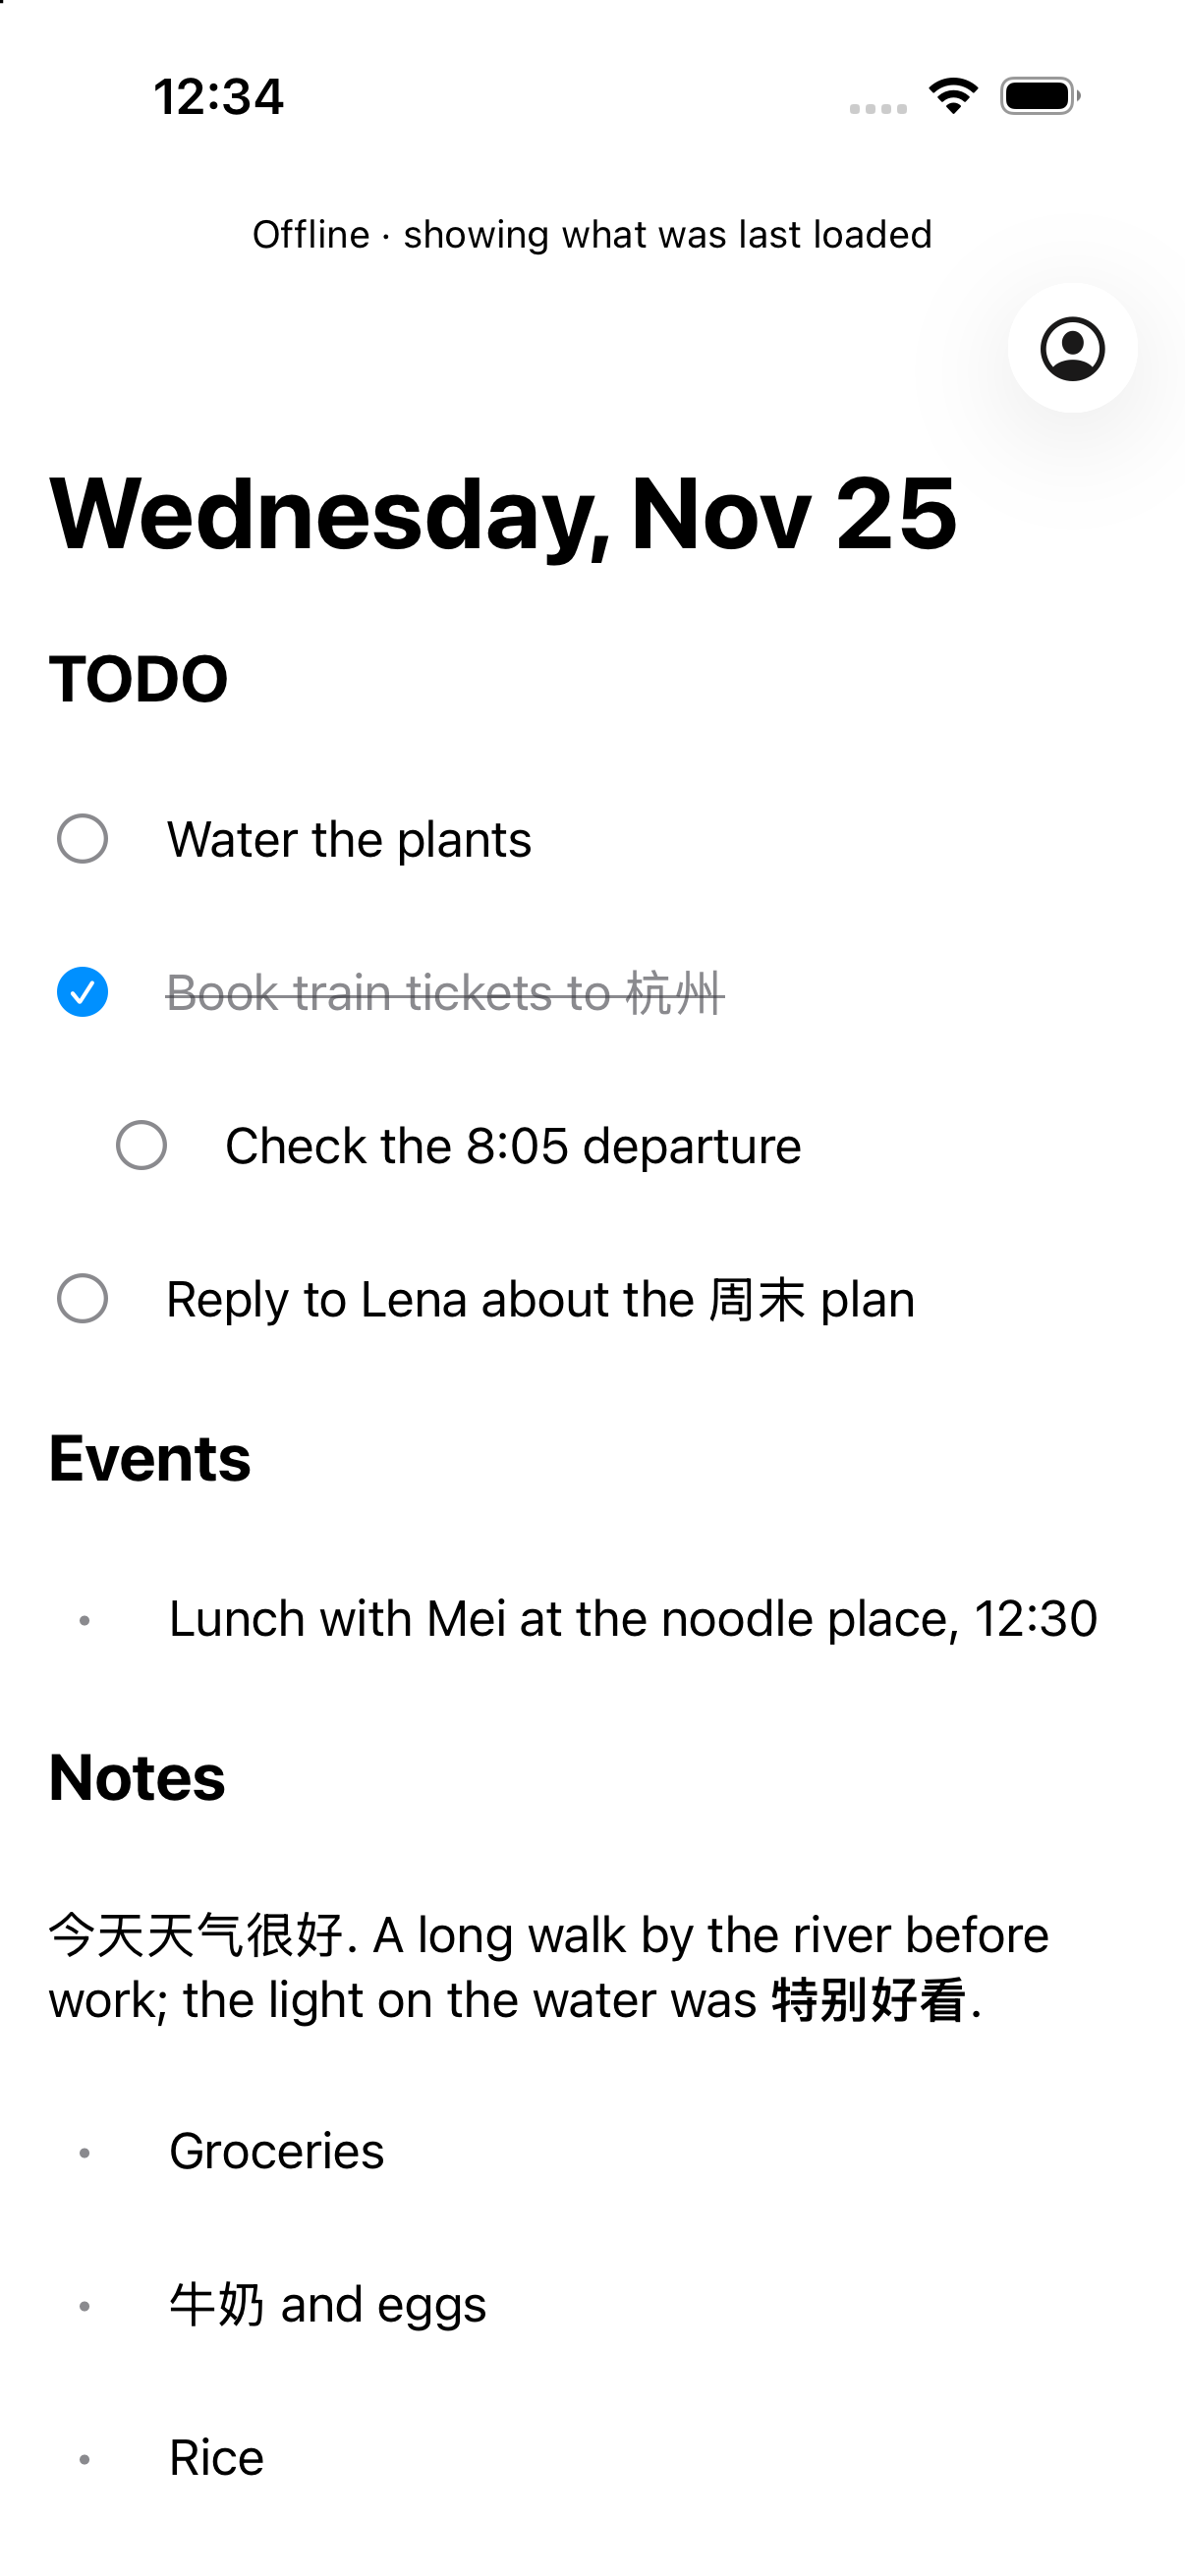 12:34
Offline · showing what was last loaded
Wednesday, Nov 25
TODO
Water the plants
Book train tickets to 杭州
Check the 8:05 departure
Reply to Lena about the 周末 plan
Events
Lunch with Mei at the noodle place, 12:30
Notes
今天天气很好. A long walk by the river before
work; the light on the water was 特别好看.
Groceries
牛奶 and eggs
Rice